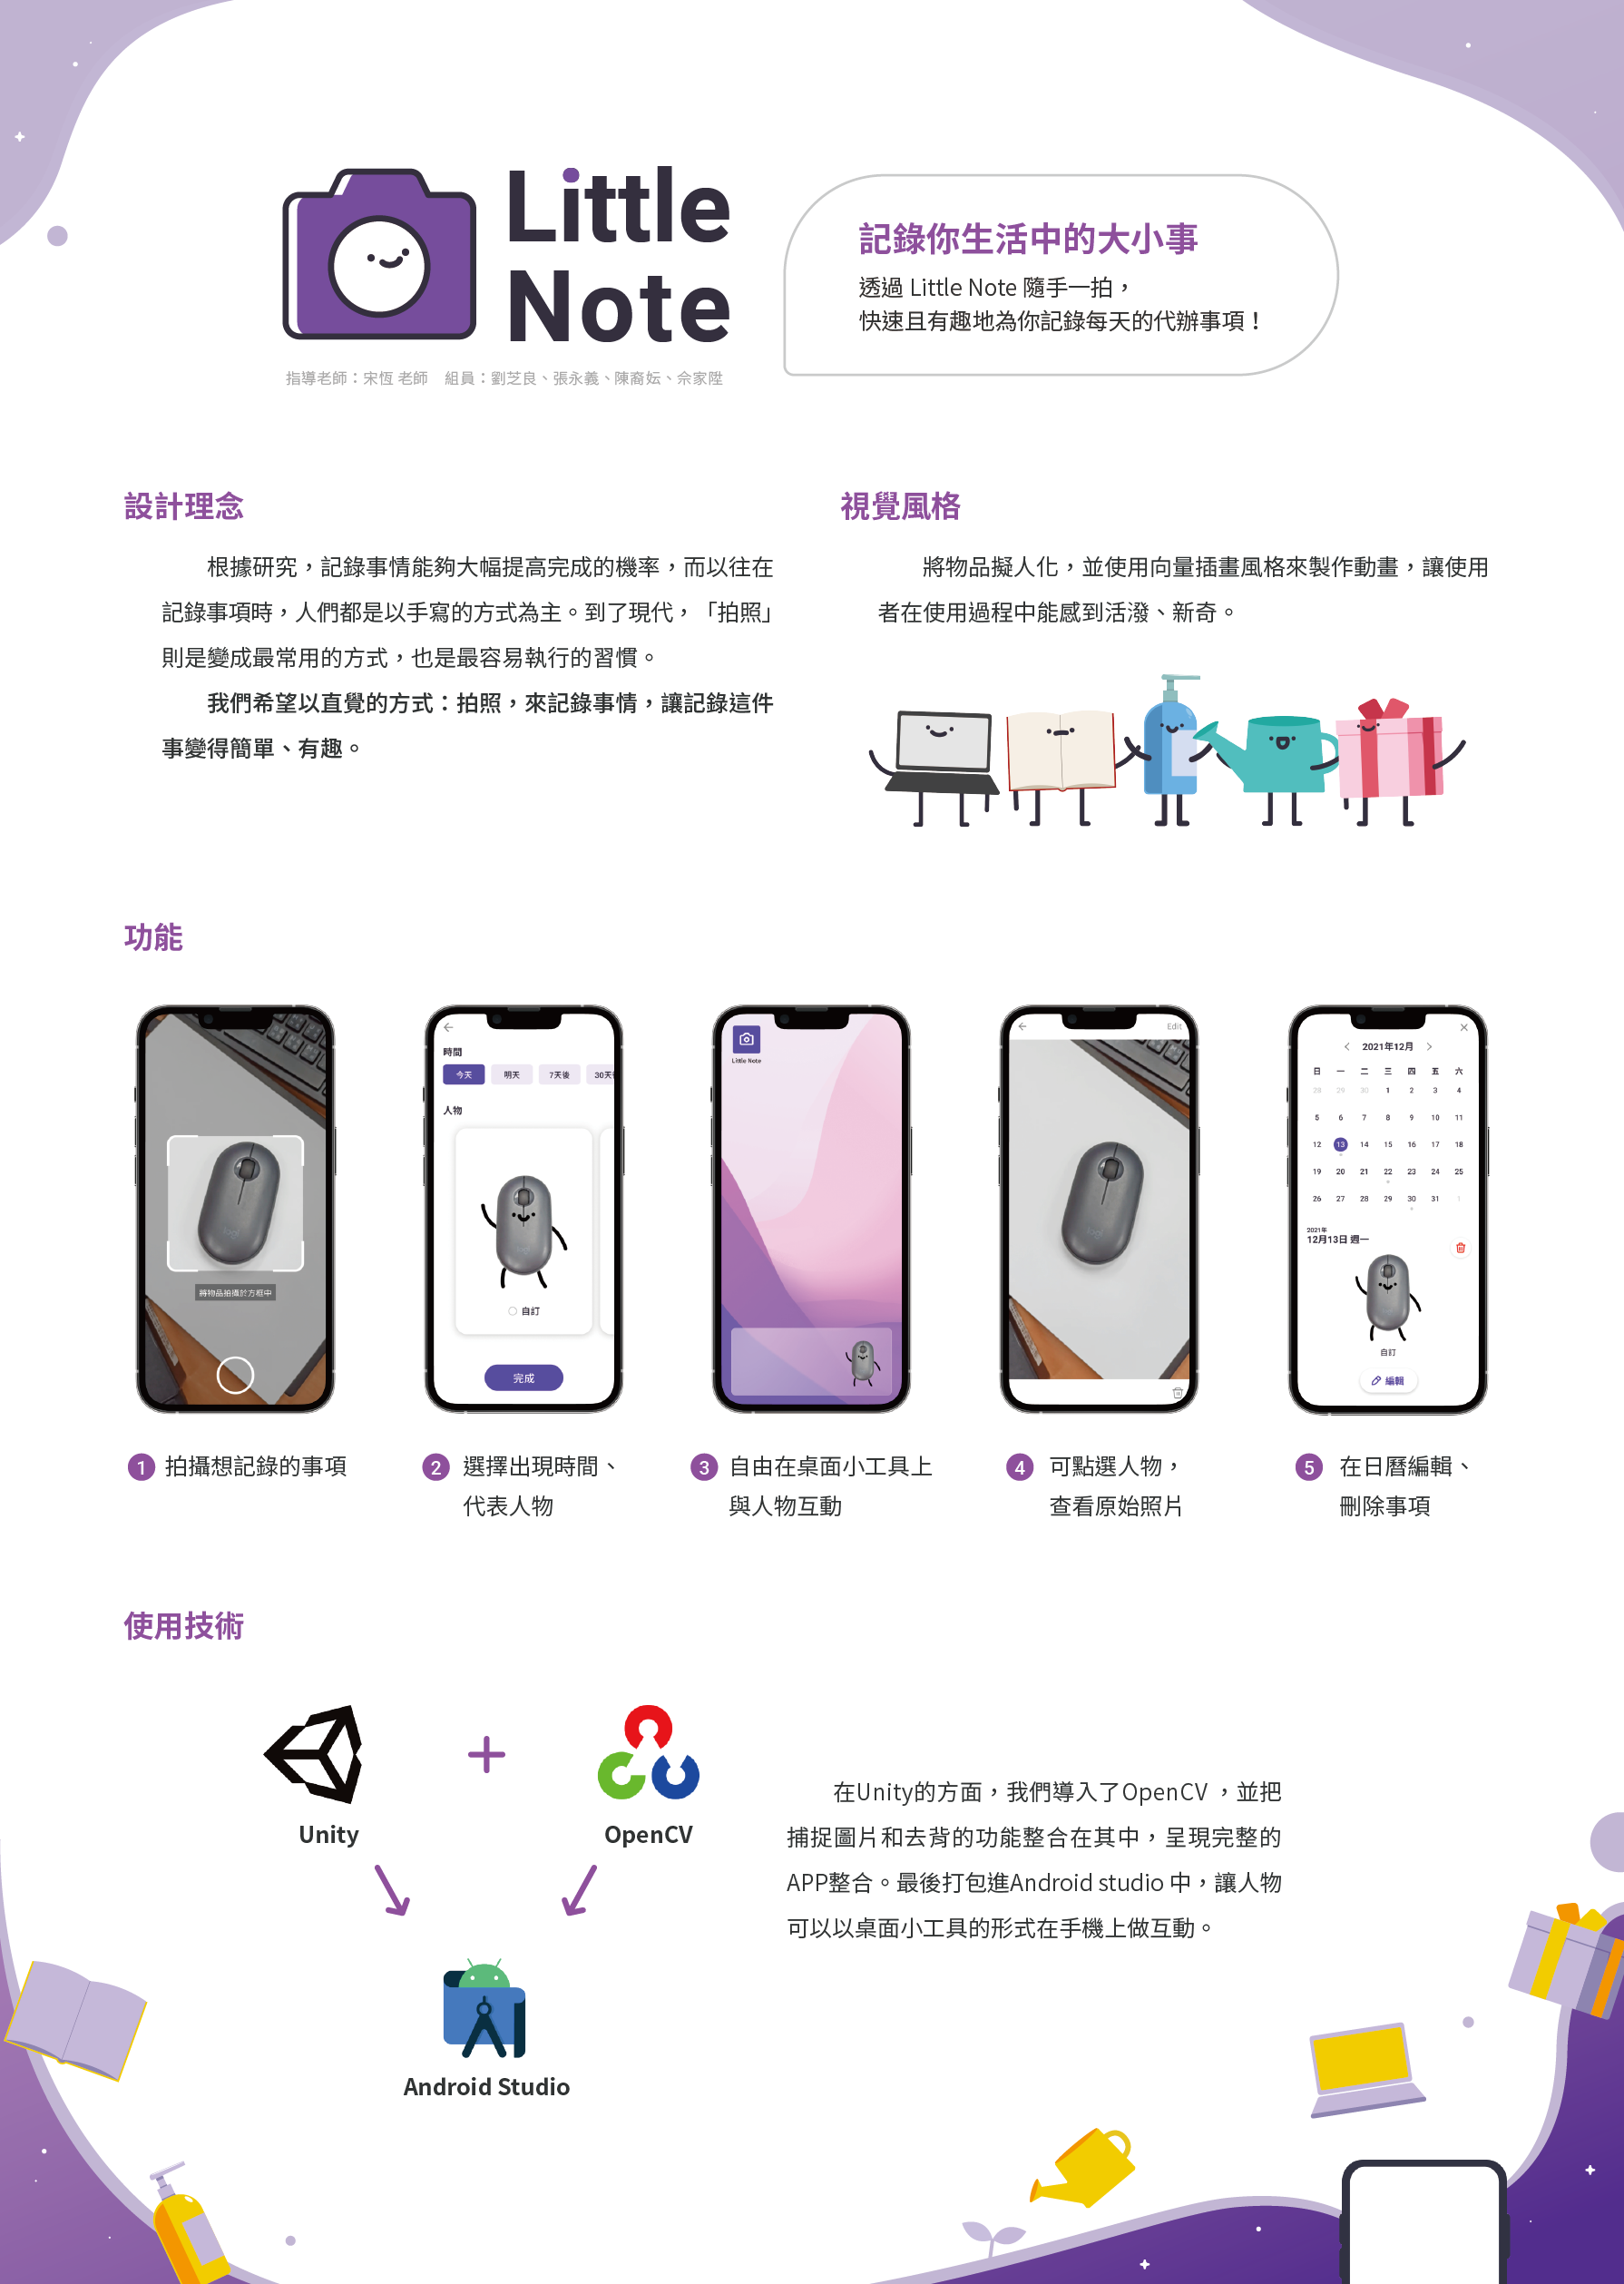 Little
Note
指導老師：宋恆 老師　組員：劉芝良、張永義、陳裔妘、佘家陞
記錄你生活中的大小事
透過 Little Note 隨手一拍，
快速且有趣地為你記錄每天的代辦事項！
設計理念
根據研究，記錄事情能夠大幅提高完成的機率，而以往在
記錄事項時，人們都是以手寫的方式為主。到了現代，「拍照」
則是變成最常用的方式，也是最容易執行的習慣。
我們希望以直覺的方式：拍照，來記錄事情，讓記錄這件
事變得簡單、有趣。
視覺風格
將物品擬人化，並使用向量插畫風格來製作動畫，讓使用
者在使用過程中能感到活潑、新奇。
功能
將物品拍攝於方框中
1 拍攝想記錄的事項
時間
今天 明天 7天後 30天
人物
自訂
完成
2 選擇出現時間、
代表人物
Little Note
3 自由在桌面小工具上
與人物互動
Edit
4 可點選人物，
查看原始照片
2021年12月
日 一 二 三 四 五 六
28 29 30 1 2 3 4
5 6 7 8 9 10 11
12 13 14 15 16 17 18
19 20 21 22 23 24 25
26 27 28 29 30 31 1
2021年
12月13日 週一
自訂
編輯
5 在日曆編輯、
刪除事項
使用技術
Unity
OpenCV
Android Studio
在Unity的方面，我們導入了OpenCV ，並把
捕捉圖片和去背的功能整合在其中，呈現完整的
APP整合。最後打包進Android studio 中，讓人物
可以以桌面小工具的形式在手機上做互動。